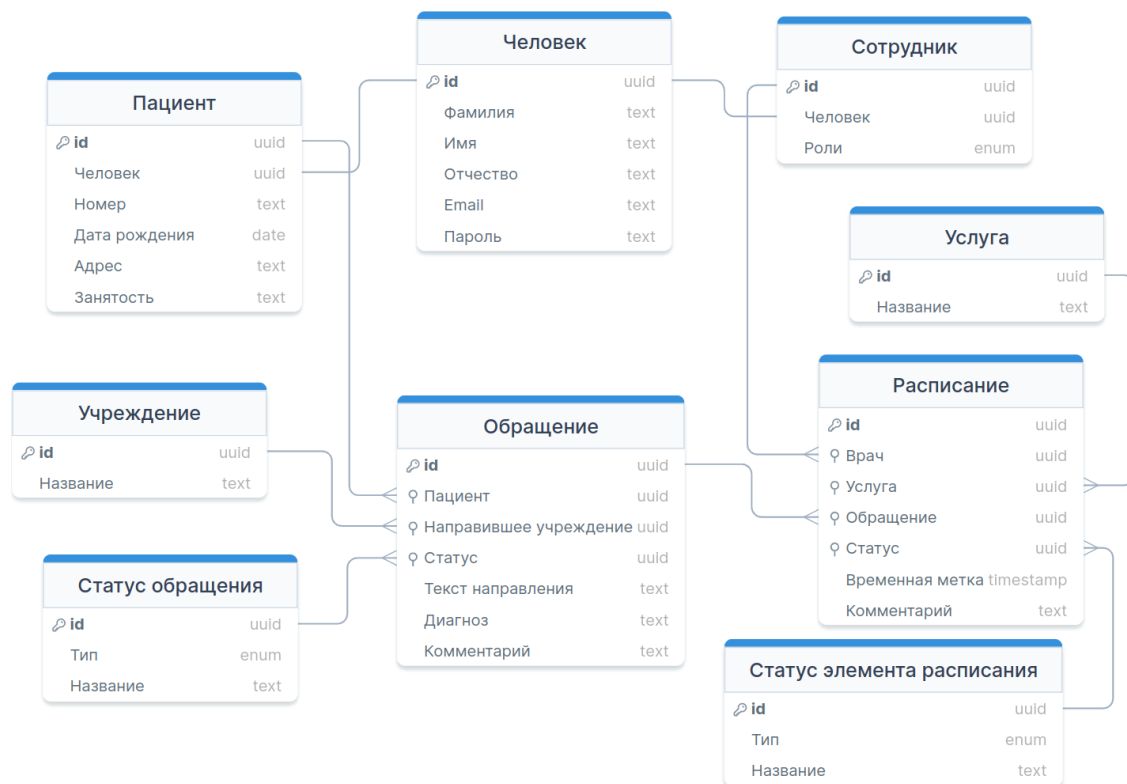 Пациент
id uuid
Человек uuid
Номер text
Дата рождения date
Адрес text
Занятость text
Человек
id uuid
Фамилия text
Имя text
Отчество text
Email text
Пароль text
Сотрудник
id uuid
Человек uuid
Роли enum
Услуга
id uuid
Название text
Учреждение
id uuid
Название text
Обращение
id uuid
Пациент uuid
Направившее учреждение uuid
Статус uuid
Текст направления text
Диагноз text
Комментарий text
Расписание
id uuid
Врач uuid
Услуга uuid
Обращение uuid
Статус uuid
Временная метка timestamp
Комментарий text
Статус обращения
id uuid
Тип enum
Название text
Статус элемента расписания
id uuid
Тип enum
Название text